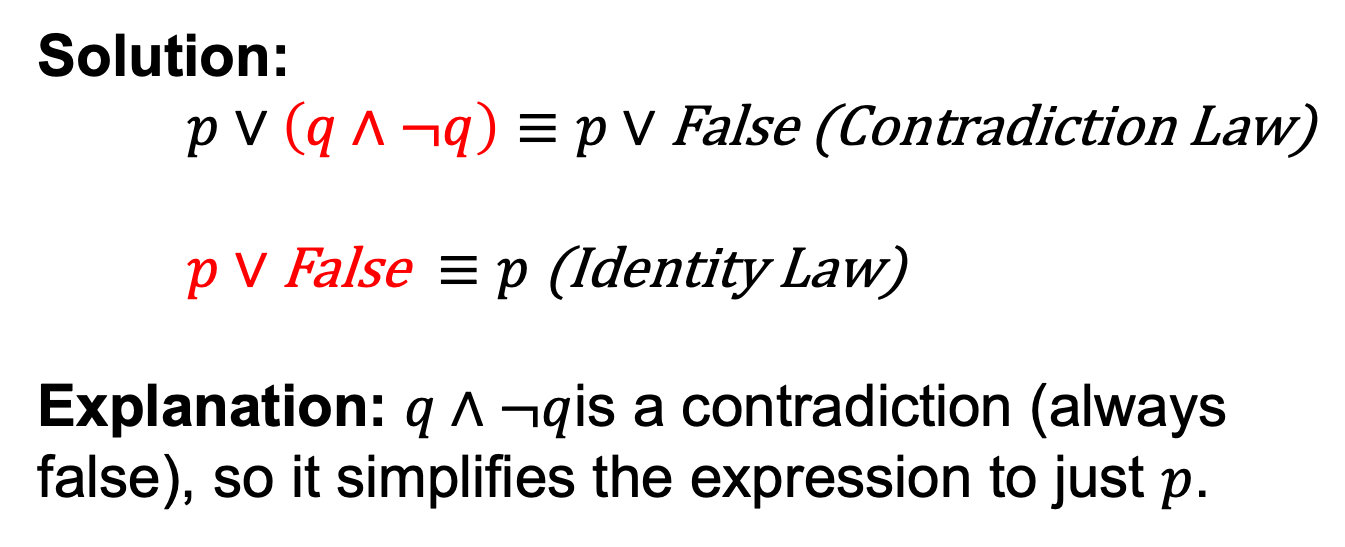 Solution:
p ∨ (q ∧ ¬q) ≡ p ∨ False (Contradiction Law)
p ∨ False ≡ p (Identity Law)
Explanation: q ∧ ¬qis a contradiction (always
false), so it simplifies the expression to just p.